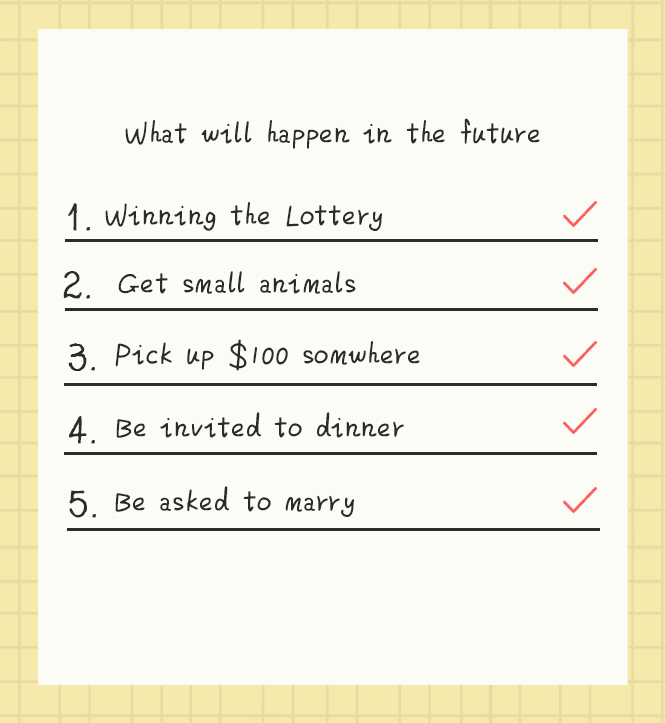 What will happen in the future
1. Winning the Lottery
2. Get small animals
3. Pick up $100 somwhere
4. Be invited to dinner
5. Be asked to marry